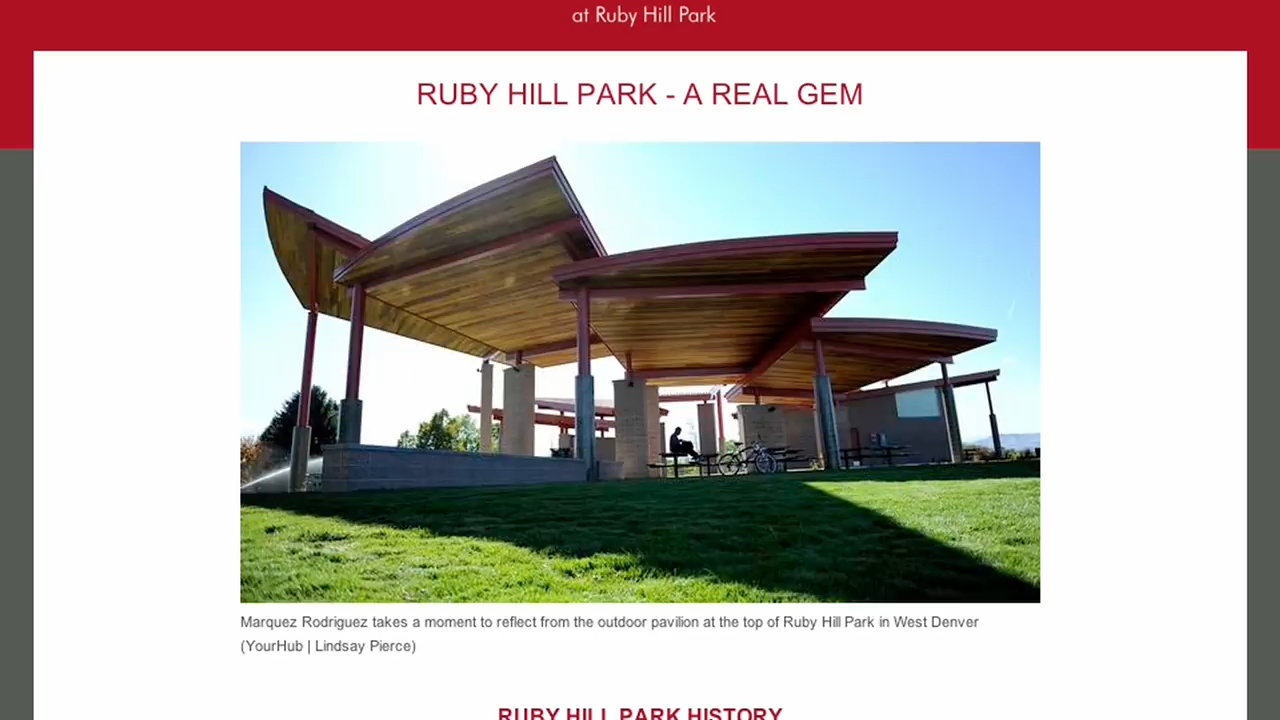 at Ruby Hill Park
RUBY HILL PARK - A REAL GEM
Marquez Rodriguez takes a moment to reflect from the outdoor pavilion at the top of Ruby Hill Park in West Denver
(YourHub | Lindsay Pierce)
RUBY HILL PARK HISTORY